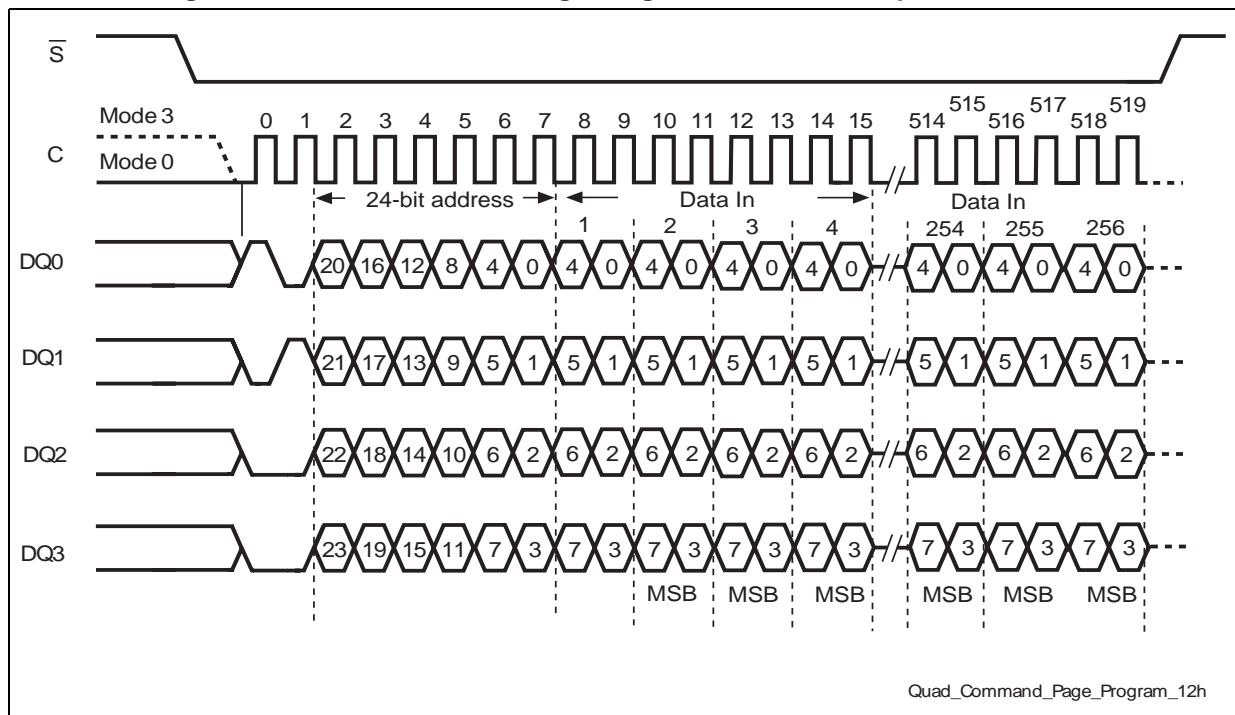 S
515 517 519
Mode 3
0 1 2 3 4 5 6 7 8 9 10 11 12 13 14 15 514 516 518
C
Mode 0
24-bit address Data In Data In
1 2 3 4 254 255 256
DQ0 20 16 12 8 4 0 4 0 4 0 4 0 4 0 4 0 4 0 4 0
DQ1 21 17 13 9 5 1 5 1 5 1 5 1 5 1 5 1 5 1 5 1
DQ2 22 18 14 10 6 2 6 2 6 2 6 2 6 2 6 2 6 2 6 2
DQ3 23 19 15 11 7 3 7 3 7 3 7 3 7 3 7 3 7 3 7 3
MSB MSB MSB MSB MSB MSB
Quad_Command_Page_Program_12h